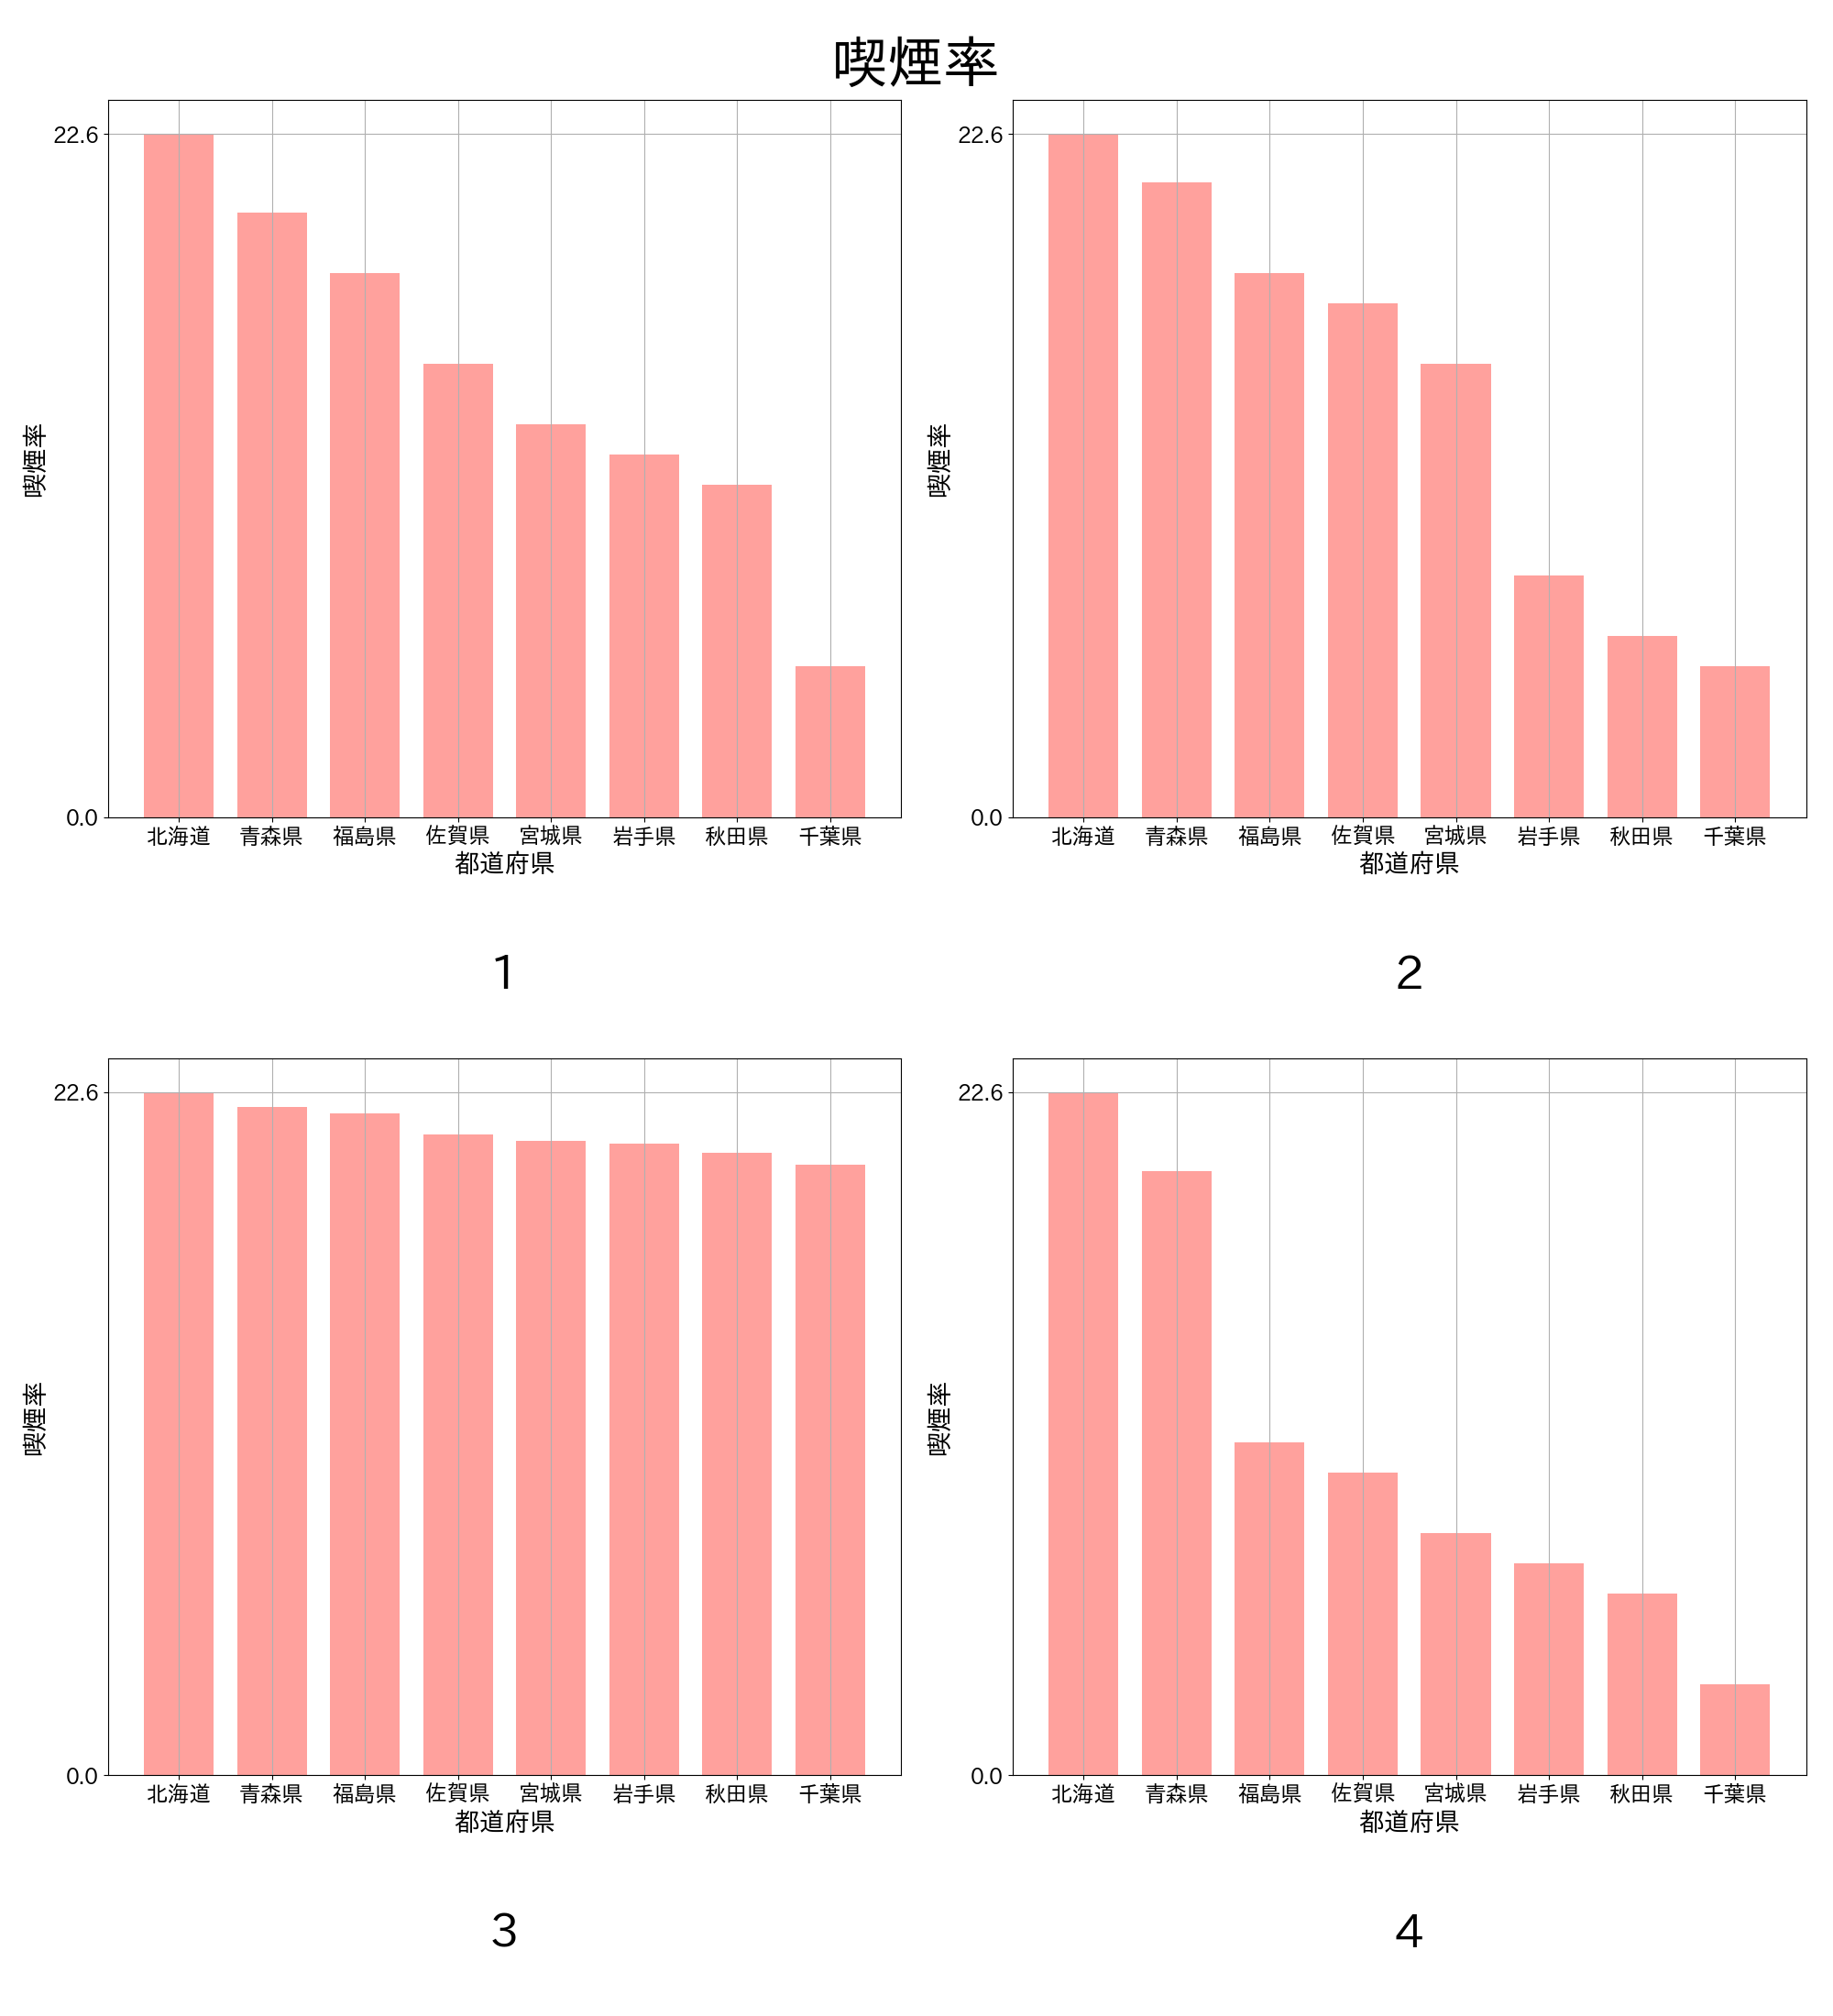 喫煙率
22.6
0.0
喫煙率
北海道 青森県 福島県 佐賀県 宮城県 岩手県 秋田県 千葉県
都道府県
1
22.6
0.0
喫煙率
北海道 青森県 福島県 佐賀県 宮城県 岩手県 秋田県 千葉県
都道府県
2
22.6
0.0
喫煙率
北海道 青森県 福島県 佐賀県 宮城県 岩手県 秋田県 千葉県
都道府県
3
22.6
0.0
喫煙率
北海道 青森県 福島県 佐賀県 宮城県 岩手県 秋田県 千葉県
都道府県
4